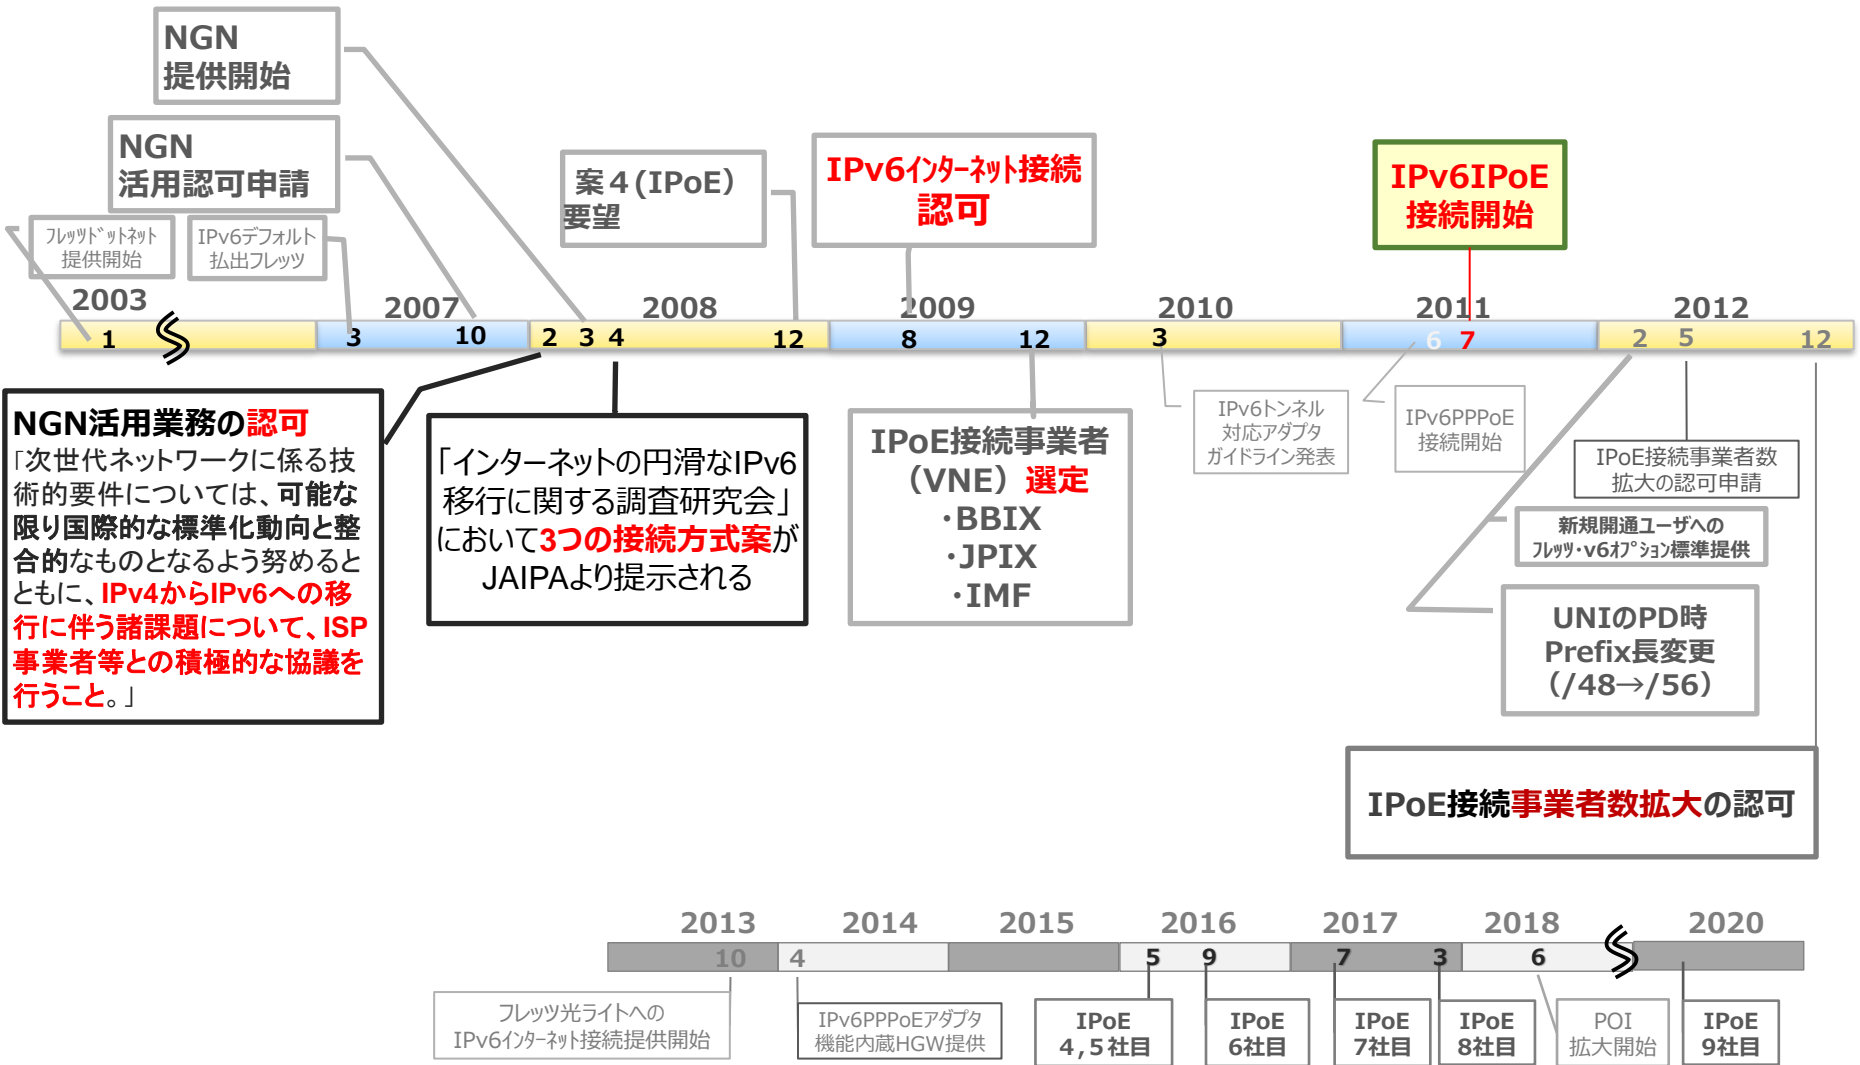 NGN
提供開始
NGN
活用認可申請
フレッツドットネット
提供開始
IPv6デフォルト
払出フレッツ
案４(IPoE)
要望
IPv6インターネット接続
認可
IPv6IPoE
接続開始
2003
2007
2008
2009
2010
2011
2012
1
3
10
2
3
4
12
8
12
3
6
7
2
5
12
NGN活用業務の認可
「次世代ネットワークに係る技
術的要件については、可能な
限り国際的な標準化動向と整
合的なものとなるよう努めると
ともに、IPv4からIPv6への移
行に伴う諸課題について、ISP
事業者等との積極的な協議を
行うこと。」
「インターネットの円滑なIPv6
移行に関する調査研究会」
において3つの接続方式案が
JAIPAより提示される
IPoE接続事業者
（VNE）選定
・BBIX
・JPIX
・IMF
IPv6トンネル
対応アダプタ
ガイドライン発表
IPv6PPPoE
接続開始
IPoE接続事業者数
拡大の認可申請
新規開通ユーザへの
フレッツ・v6オプション標準提供
UNIのPD時
Prefix長変更
（/48→/56）
IPoE接続事業者数拡大の認可
2013
2014
2015
2016
2017
2018
2020
10
4
5
9
7
3
6
フレッツ光ライトへの
IPv6インターネット接続提供開始
IPv6PPPoEアダプタ
機能内蔵HGW提供
IPoE
4,5社目
IPoE
6社目
IPoE
7社目
IPoE
8社目
POI
拡大開始
IPoE
9社目